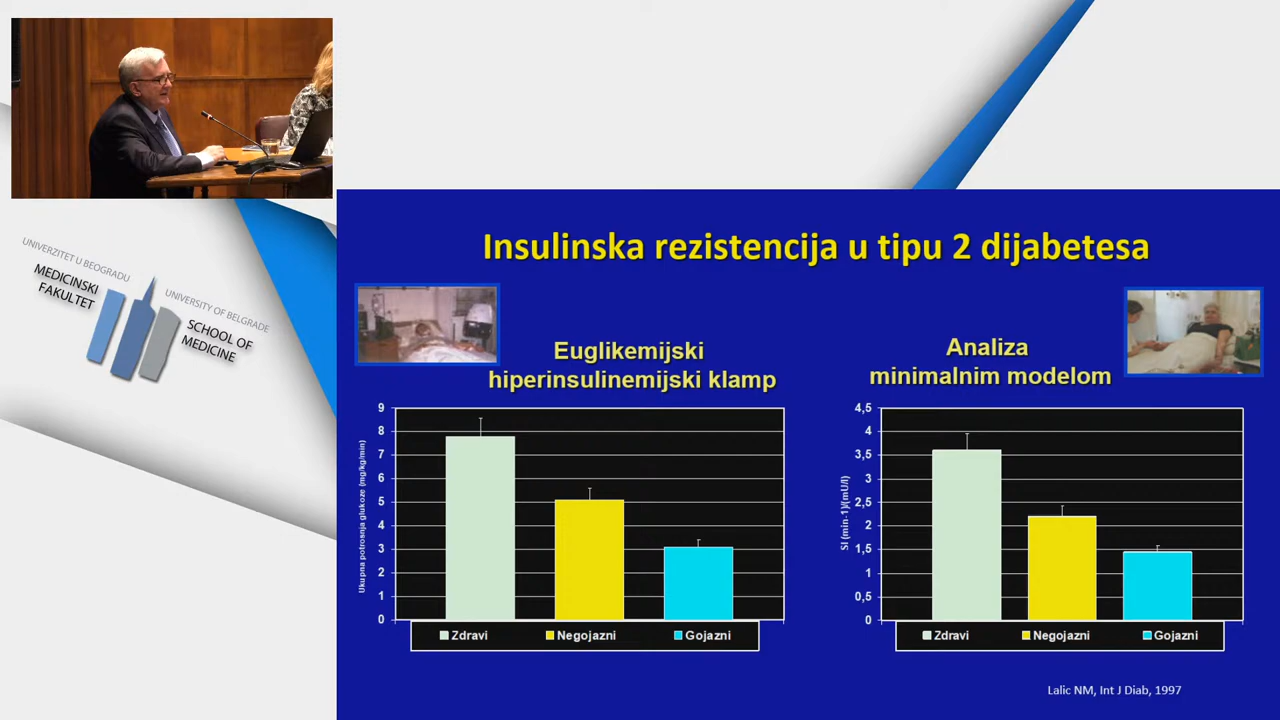 UNIVERZITET U BEOGRADU
MEDICINSKI
FAKULTET
UNIVERSITY OF BELGRADE
SCHOOL OF
MEDICINE
Insulinska rezistencija u tipu 2 dijabetesa
Euglikemijski
hiperinsulinemijski klamp
Ukupna potrosnja glukoze (mg/kg/min)
9
8
7
6
5
4
3
2
1
0
Zdravi Negojazni Gojazni
Analiza
minimalnim modelom
SI (min-1)/(mU/l)
4,5
4
3,5
3
2,5
2
1,5
1
0,5
0
Zdravi Negojazni Gojazni
Lalic NM, Int J Diab, 1997